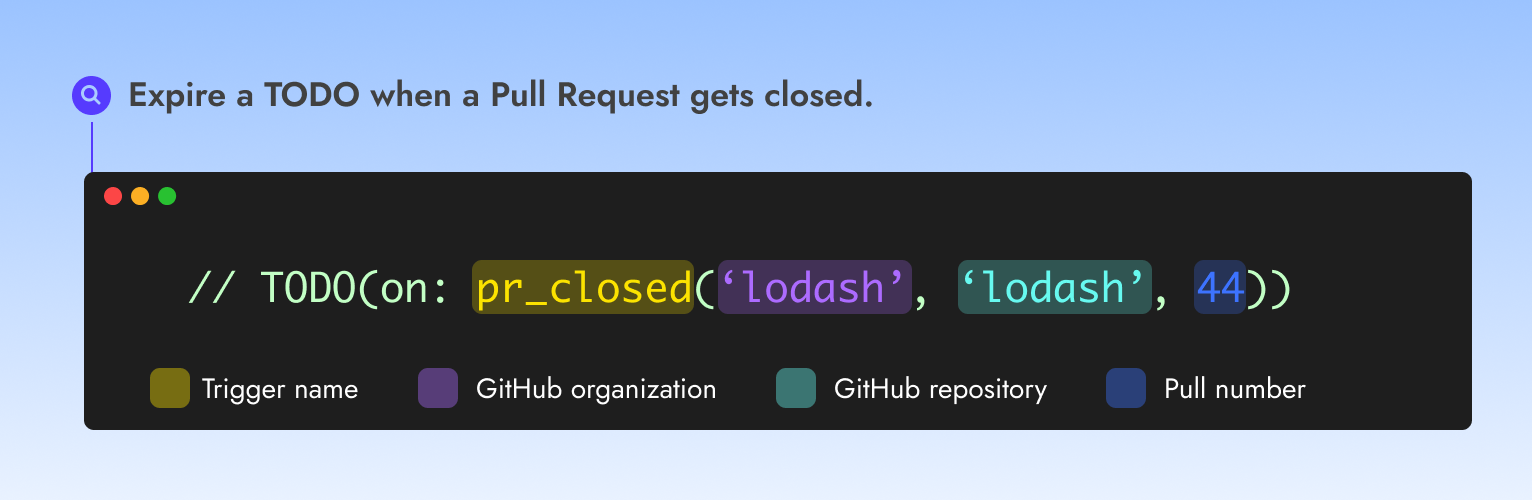 Expire a TODO when a Pull Request gets closed.
// TODO(on: pr_closed(‘lodash’, ‘lodash’, 44))
Trigger name GitHub organization GitHub repository Pull number